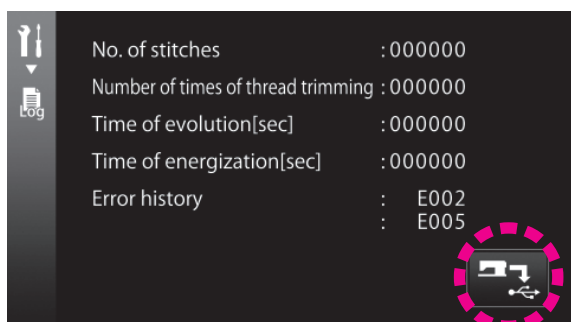 Log
No. of stitches :000000
Number of times of thread trimming :000000
Time of evolution[sec] :000000
Time of energization[sec] :000000
Error history : E002
: E005